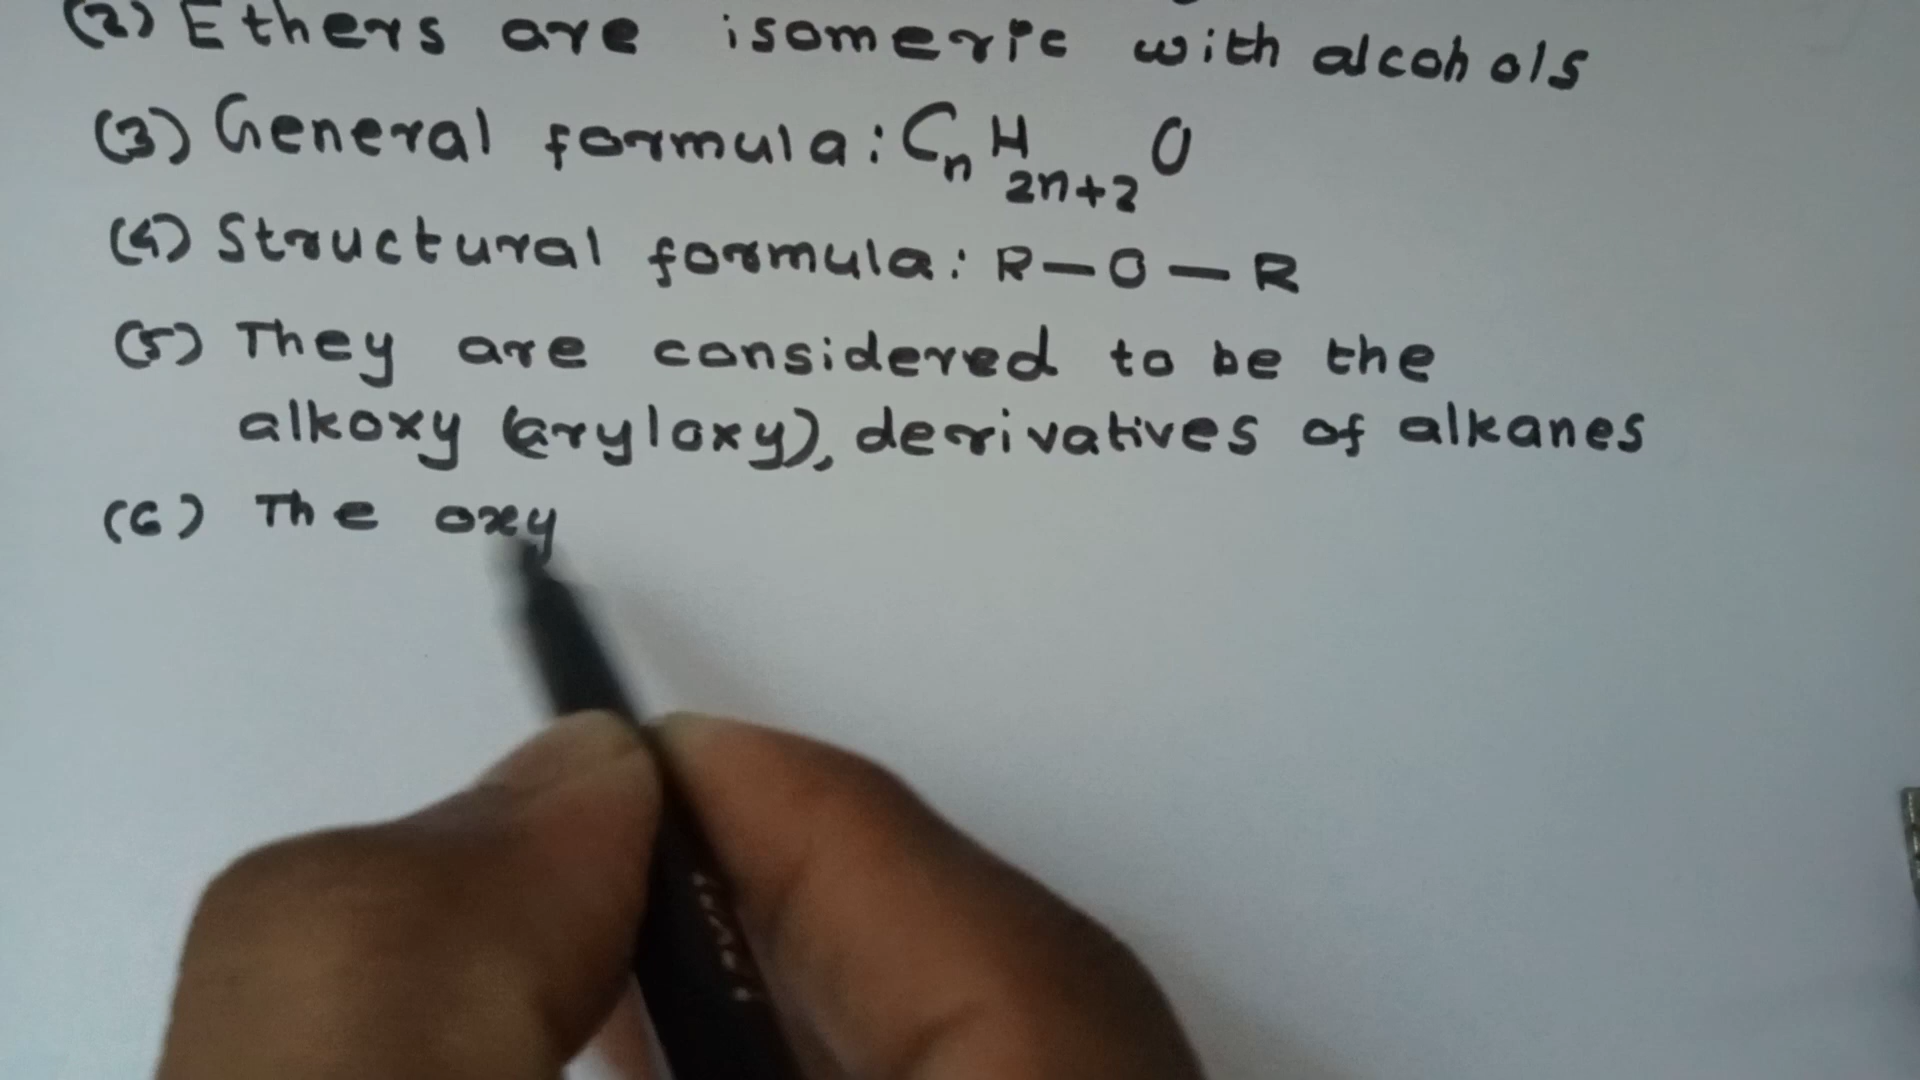 (2) Ethers are isomeric with alcohols
(3) General formula: CnH2n+2O
(4) Structural formula: R—O—R
(5) They are considered to be the
alkoxy (aryloxy), derivatives of alkanes
(6) The oxy